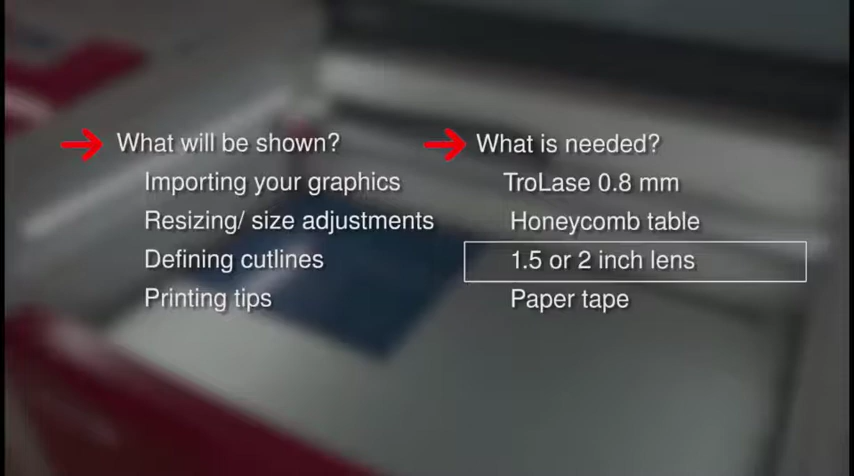 What will be shown?
Importing your graphics
Resizing/ size adjustments
Defining cutlines
Printing tips
What is needed?
TroLase 0.8 mm
Honeycomb table
1.5 or 2 inch lens
Paper tape